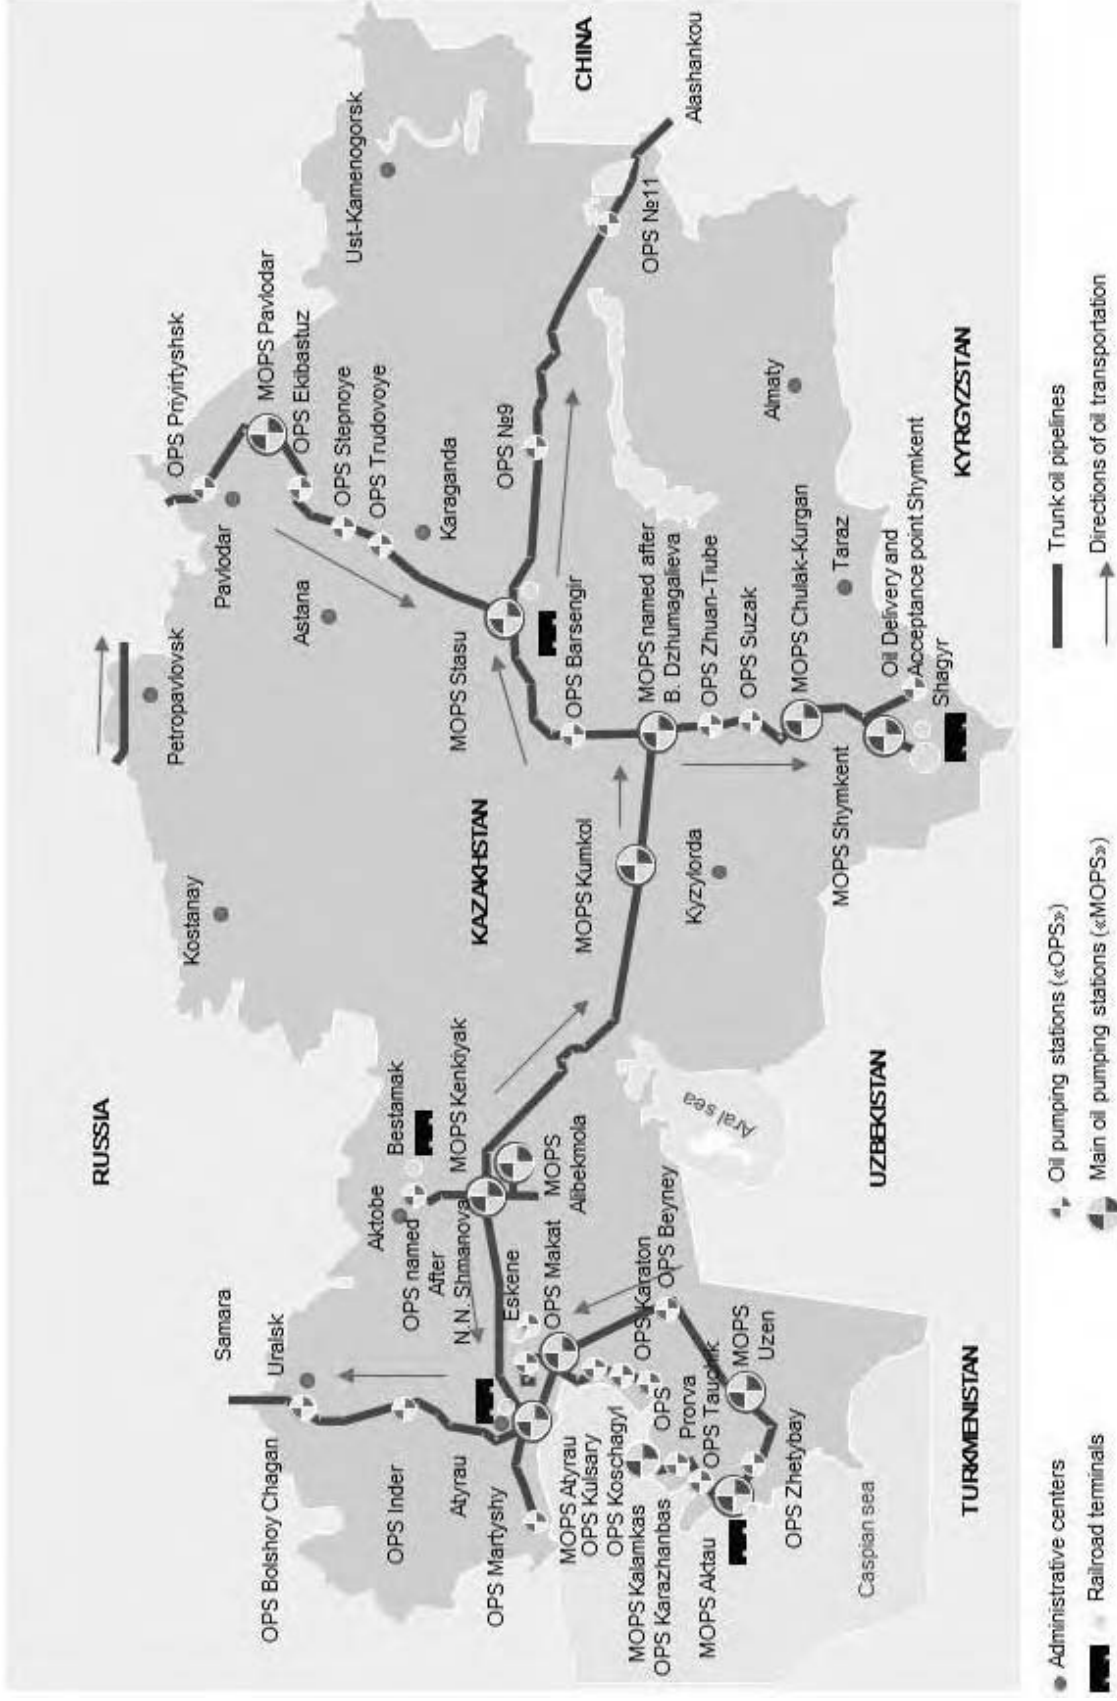 RUSSIA
CHINA
KAZAKHSTAN
KYRGYZSTAN
UZBEKISTAN
TURKMENISTAN
Caspian sea
Aral sea
Samara
Uralsk
OPS Bolshoy Chagan
OPS Inder
Atyrau
OPS Martyshy
MOPS Atyrau
OPS Kulsary
OPS Koschagyl
MOPS Kalamkas
OPS Karazhanbas
MOPS Aktau
OPS Zhetybay
OPS
Prorva
OPS Tauchik
MOPS
Uzen
OPS Karaton
OPS Beyney
OPS Makat
Eskene
Aktobe
OPS named
After
N.N. Shmanova
Bestamak
MOPS Kenkiyak
MOPS
Alibekmola
Kostanay
Petropavlovsk
Astana
Pavlodar
OPS Priyirtyshsk
MOPS Pavlodar
OPS Ekibastuz
OPS Stepnoye
OPS Trudovoye
Karaganda
Ust-Kamenogorsk
MOPS Stasu
OPS Barsengir
OPS №9
OPS №11
Alashankou
MOPS Kumkol
Kyzylorda
MOPS named after
B. Dzhumagalieva
OPS Zhuan-Tiube
OPS Suzak
MOPS Chulak-Kurgan
MOPS Shymkent
Taraz
Almaty
Oil Delivery and
Acceptance point Shymkent
Shagyr
Administrative centers
Railroad terminals
Oil pumping stations («OPS»)
Main oil pumping stations («MOPS»)
Trunk oil pipelines
Directions of oil transportation